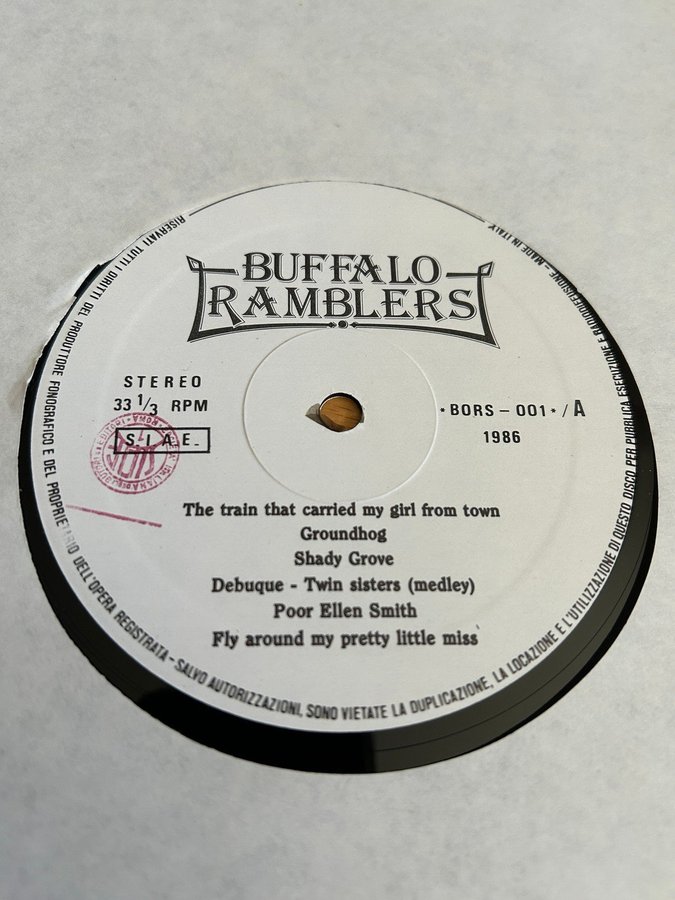 BUFFALO
RAMBLERS
STEREO
33 1/3 RPM
S.I.A.E.
*BORS - 001* / A
1986
The train that carried my girl from town
Groundhog
Shady Grove
Debuque - Twin sisters (medley)
Poor Ellen Smith
Fly around my pretty little miss
RISERVATI TUTTI I DIRITTI DEL PRODUTTORE FONOGRAFICO E DEL PROPRIETARIO DELL'OPERA REGISTRATA - SALVO AUTORIZZAZIONI, SONO VIETATE LA DUPLICAZIONE, LA LOCAZIONE E L'UTILIZZAZIONE DI QUESTO DISCO PER PUBBLICA ESECUZIONE E RADIODIFFUSIONE - MADE IN ITALY
ROMA